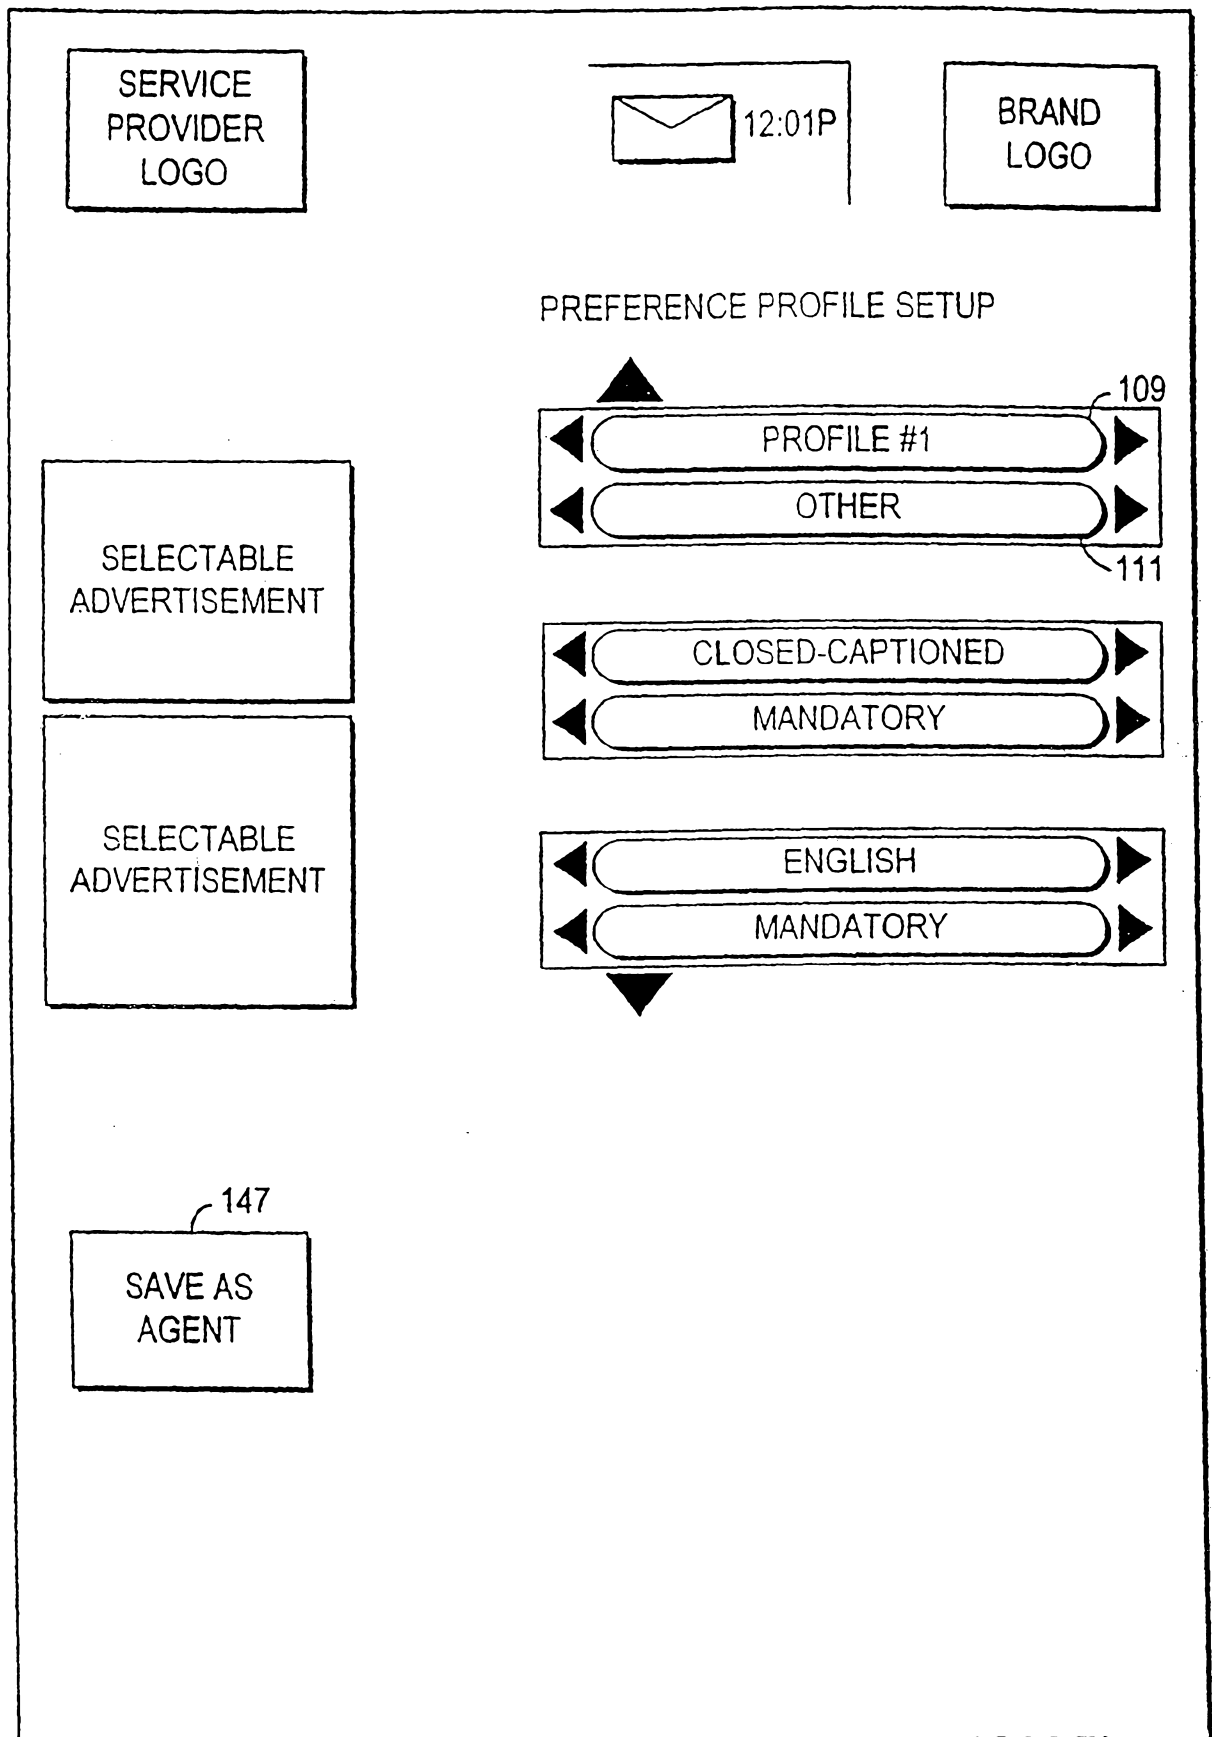 SERVICE
PROVIDER
LOGO
12:01P
BRAND
LOGO
PREFERENCE PROFILE SETUP
109
PROFILE #1
OTHER
111
SELECTABLE
ADVERTISEMENT
CLOSED-CAPTIONED
MANDATORY
SELECTABLE
ADVERTISEMENT
ENGLISH
MANDATORY
147
SAVE AS
AGENT